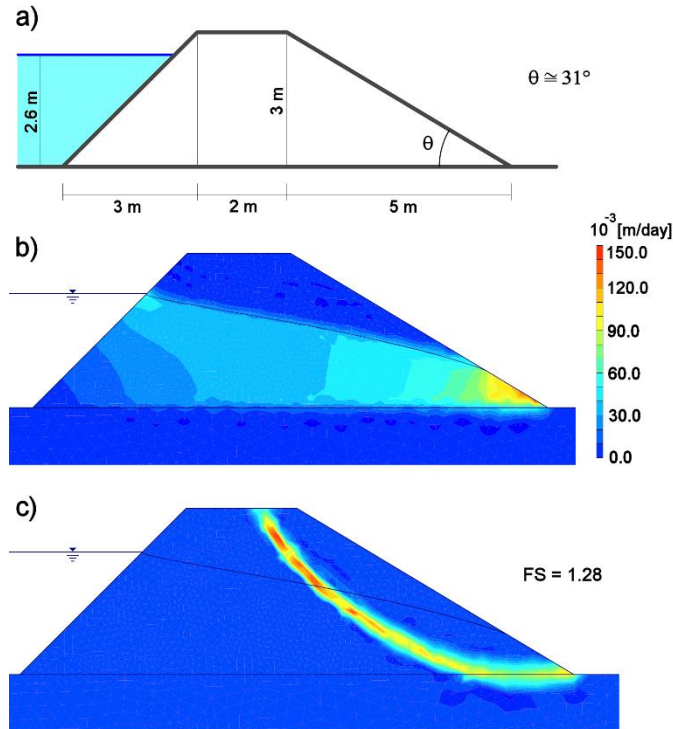 a)
θ ≅ 31°
2.6 m
3 m
θ
3 m
2 m
5 m
b)
10⁻³ [m/day]
150.0
120.0
90.0
60.0
30.0
0.0
c)
FS = 1.28